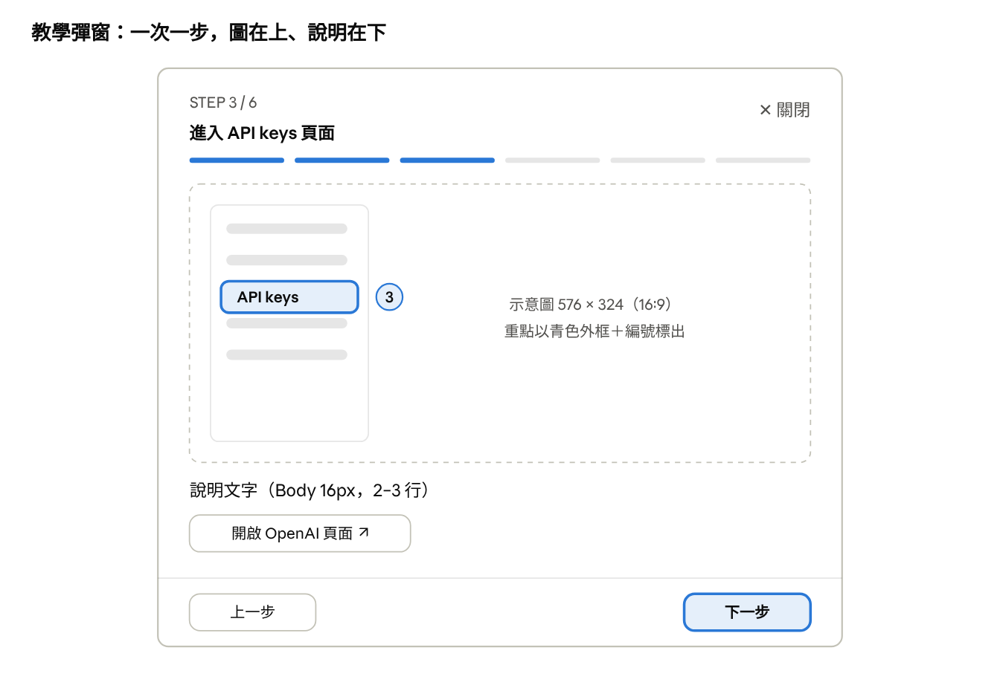 教學彈窗：一次一步，圖在上、說明在下
STEP 3 / 6
✕ 關閉
進入 API keys 頁面
API keys
3
示意圖 576 × 324（16:9）
重點以青色外框＋編號標出
說明文字（Body 16px，2–3 行）
開啟 OpenAI 頁面 ↗
上一步
下一步